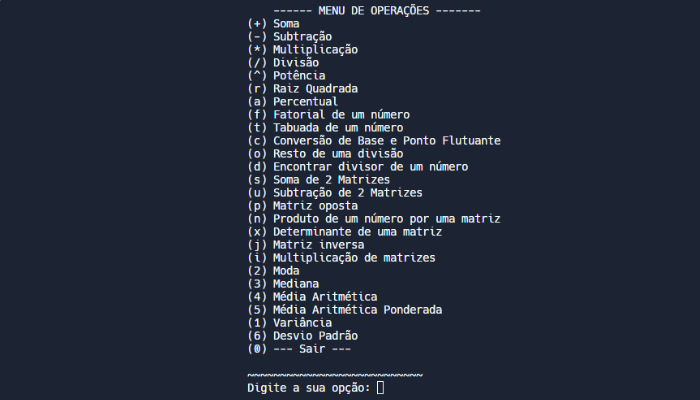 ------ MENU DE OPERAÇÕES -------
(+) Soma
(-) Subtração
(*) Multiplicação
(/) Divisão
(^) Potência
(r) Raiz Quadrada
(a) Percentual
(f) Fatorial de um número
(t) Tabuada de um número
(c) Conversão de Base e Ponto Flutuante
(o) Resto de uma divisão
(d) Encontrar divisor de um número
(s) Soma de 2 Matrizes
(u) Subtração de 2 Matrizes
(p) Matriz oposta
(n) Produto de um número por uma matriz
(x) Determinante de uma matriz
(j) Matriz inversa
(i) Multiplicação de matrizes
(2) Moda
(3) Mediana
(4) Média Aritmética
(5) Média Aritmética Ponderada
(1) Variância
(6) Desvio Padrão
(0) --- Sair ---
~~~~~~~~~~~~~~~~~~~~~~~~~~~
Digite a sua opção: